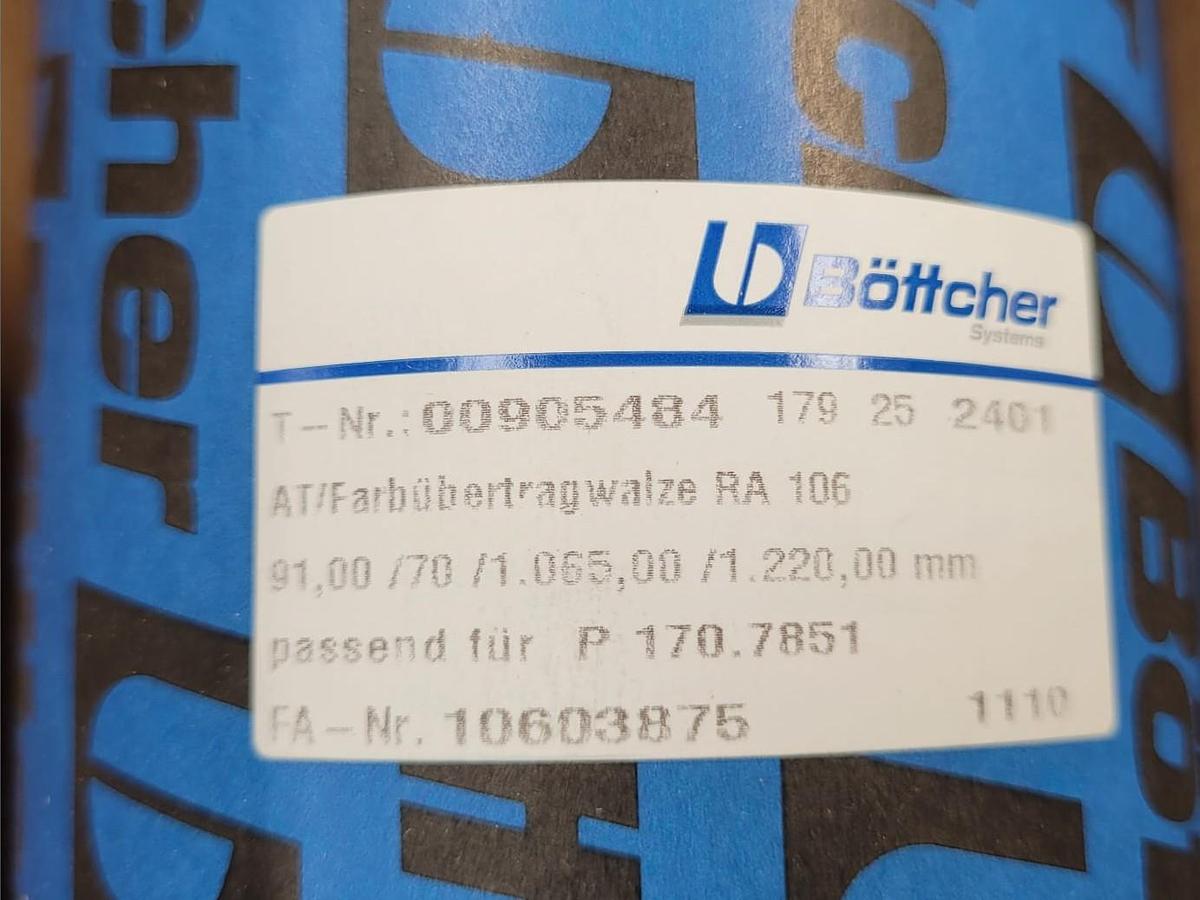 Böttcher
Systems
T-Nr.: 00905484 179 25 2401
AT/Farbübertragwalze RA 106
91,00 /70 /1.065,00 /1.220,00 mm
passend für P 170.7851
FA-Nr. 10603875 1110
cher